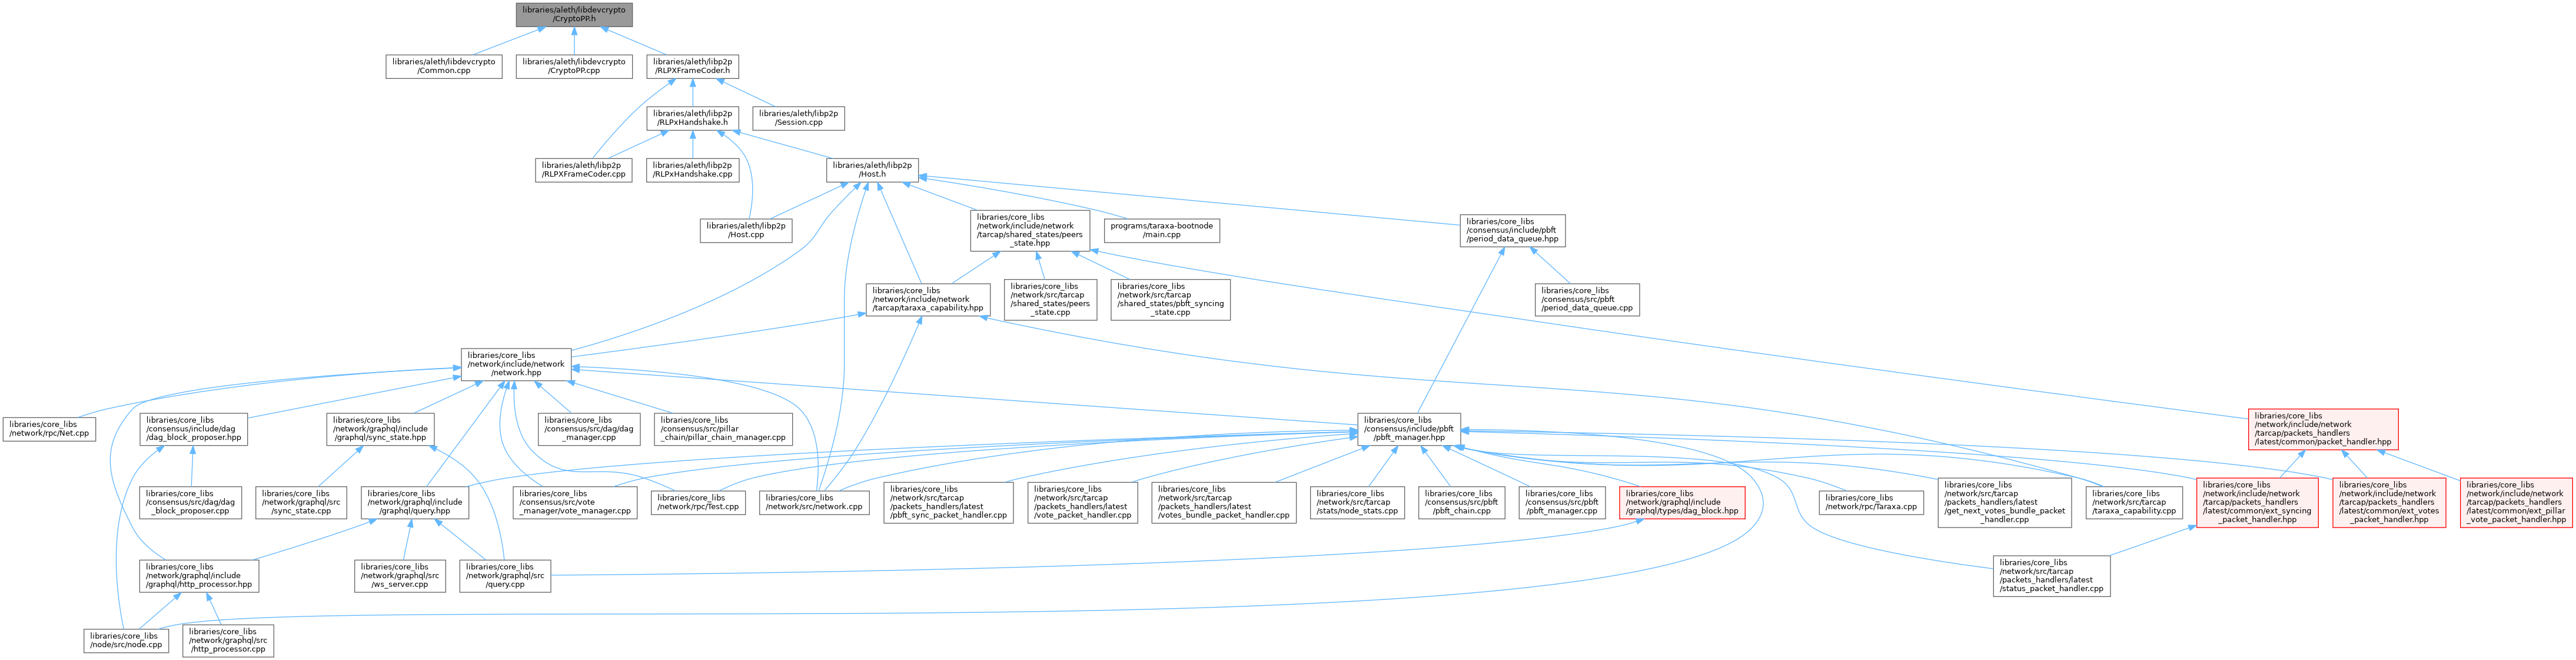 libraries/aleth/libdevcrypto
/CryptoPP.h
libraries/aleth/libdevcrypto
/Common.cpp
libraries/aleth/libdevcrypto
/CryptoPP.cpp
libraries/aleth/libp2p
/RLPXFrameCoder.h
libraries/aleth/libp2p
/RLPxHandshake.h
libraries/aleth/libp2p
/Session.cpp
libraries/aleth/libp2p
/RLPXFrameCoder.cpp
libraries/aleth/libp2p
/RLPxHandshake.cpp
libraries/aleth/libp2p
/Host.h
libraries/aleth/libp2p
/Host.cpp
libraries/core_libs
/network/include/network
/tarcap/shared_states/peers
_state.hpp
programs/taraxa-bootnode
/main.cpp
libraries/core_libs
/consensus/include/pbft
/period_data_queue.hpp
libraries/core_libs
/network/include/network
/tarcap/taraxa_capability.hpp
libraries/core_libs
/network/src/tarcap
/shared_states/peers
_state.cpp
libraries/core_libs
/network/src/tarcap
/shared_states/pbft_syncing
_state.cpp
libraries/core_libs
/consensus/src/pbft
/period_data_queue.cpp
libraries/core_libs
/network/include/network
/network.hpp
libraries/core_libs
/network/rpc/Net.cpp
libraries/core_libs
/consensus/include/dag
/dag_block_proposer.hpp
libraries/core_libs
/network/graphql/include
/graphql/sync_state.hpp
libraries/core_libs
/consensus/src/dag/dag
_manager.cpp
libraries/core_libs
/consensus/src/pillar
_chain/pillar_chain_manager.cpp
libraries/core_libs
/consensus/include/pbft
/pbft_manager.hpp
libraries/core_libs
/network/include/network
/tarcap/packets_handlers
/latest/common/packet_handler.hpp
libraries/core_libs
/consensus/src/dag/dag
_block_proposer.cpp
libraries/core_libs
/network/graphql/src
/sync_state.cpp
libraries/core_libs
/network/graphql/include
/graphql/query.hpp
libraries/core_libs
/consensus/src/vote
_manager/vote_manager.cpp
libraries/core_libs
/network/rpc/Test.cpp
libraries/core_libs
/network/src/network.cpp
libraries/core_libs
/network/src/tarcap
/packets_handlers/latest
/pbft_sync_packet_handler.cpp
libraries/core_libs
/network/src/tarcap
/packets_handlers/latest
/vote_packet_handler.cpp
libraries/core_libs
/network/src/tarcap
/packets_handlers/latest
/votes_bundle_packet_handler.cpp
libraries/core_libs
/network/src/tarcap
/stats/node_stats.cpp
libraries/core_libs
/consensus/src/pbft
/pbft_chain.cpp
libraries/core_libs
/consensus/src/pbft
/pbft_manager.cpp
libraries/core_libs
/network/graphql/include
/graphql/types/dag_block.hpp
libraries/core_libs
/network/rpc/Taraxa.cpp
libraries/core_libs
/network/src/tarcap
/packets_handlers/latest
/get_next_votes_bundle_packet
_handler.cpp
libraries/core_libs
/network/src/tarcap
/taraxa_capability.cpp
libraries/core_libs
/network/include/network
/tarcap/packets_handlers
/latest/common/ext_syncing
_packet_handler.hpp
libraries/core_libs
/network/include/network
/tarcap/packets_handlers
/latest/common/ext_votes
_packet_handler.hpp
libraries/core_libs
/network/include/network
/tarcap/packets_handlers
/latest/common/ext_pillar
_vote_packet_handler.hpp
libraries/core_libs
/network/graphql/include
/graphql/http_processor.hpp
libraries/core_libs
/network/graphql/src
/ws_server.cpp
libraries/core_libs
/network/graphql/src
/query.cpp
libraries/core_libs
/network/src/tarcap
/packets_handlers/latest
/status_packet_handler.cpp
libraries/core_libs
/node/src/node.cpp
libraries/core_libs
/network/graphql/src
/http_processor.cpp